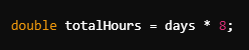 double totalHours = days * 8;